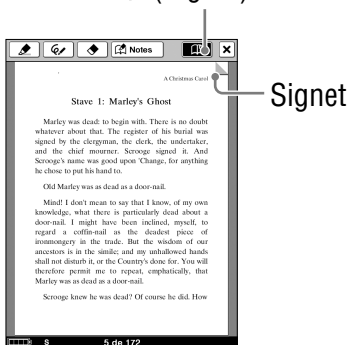 Notes
A Christmas Carol
Signet
Stave 1: Marley's Ghost
Marley was dead: to begin with. There is no doubt
whatever about that. The register of his burial was
signed by the clergyman, the clerk, the undertaker,
and the chief mourner. Scrooge signed it. And
Scrooge's name was good upon 'Change, for anything
he chose to put his hand to.
Old Marley was as dead as a door-nail.
Mind! I don't mean to say that I know, of my own
knowledge, what there is particularly dead about a
door-nail. I might have been inclined, myself, to
regard a coffin-nail as the deadest piece of
ironmongery in the trade. But the wisdom of our
ancestors is in the simile; and my unhallowed hands
shall not disturb it, or the Country's done for. You will
therefore permit me to repeat, emphatically, that
Marley was as dead as a door-nail.
Scrooge knew he was dead? Of course he did. How
S 5 de 172